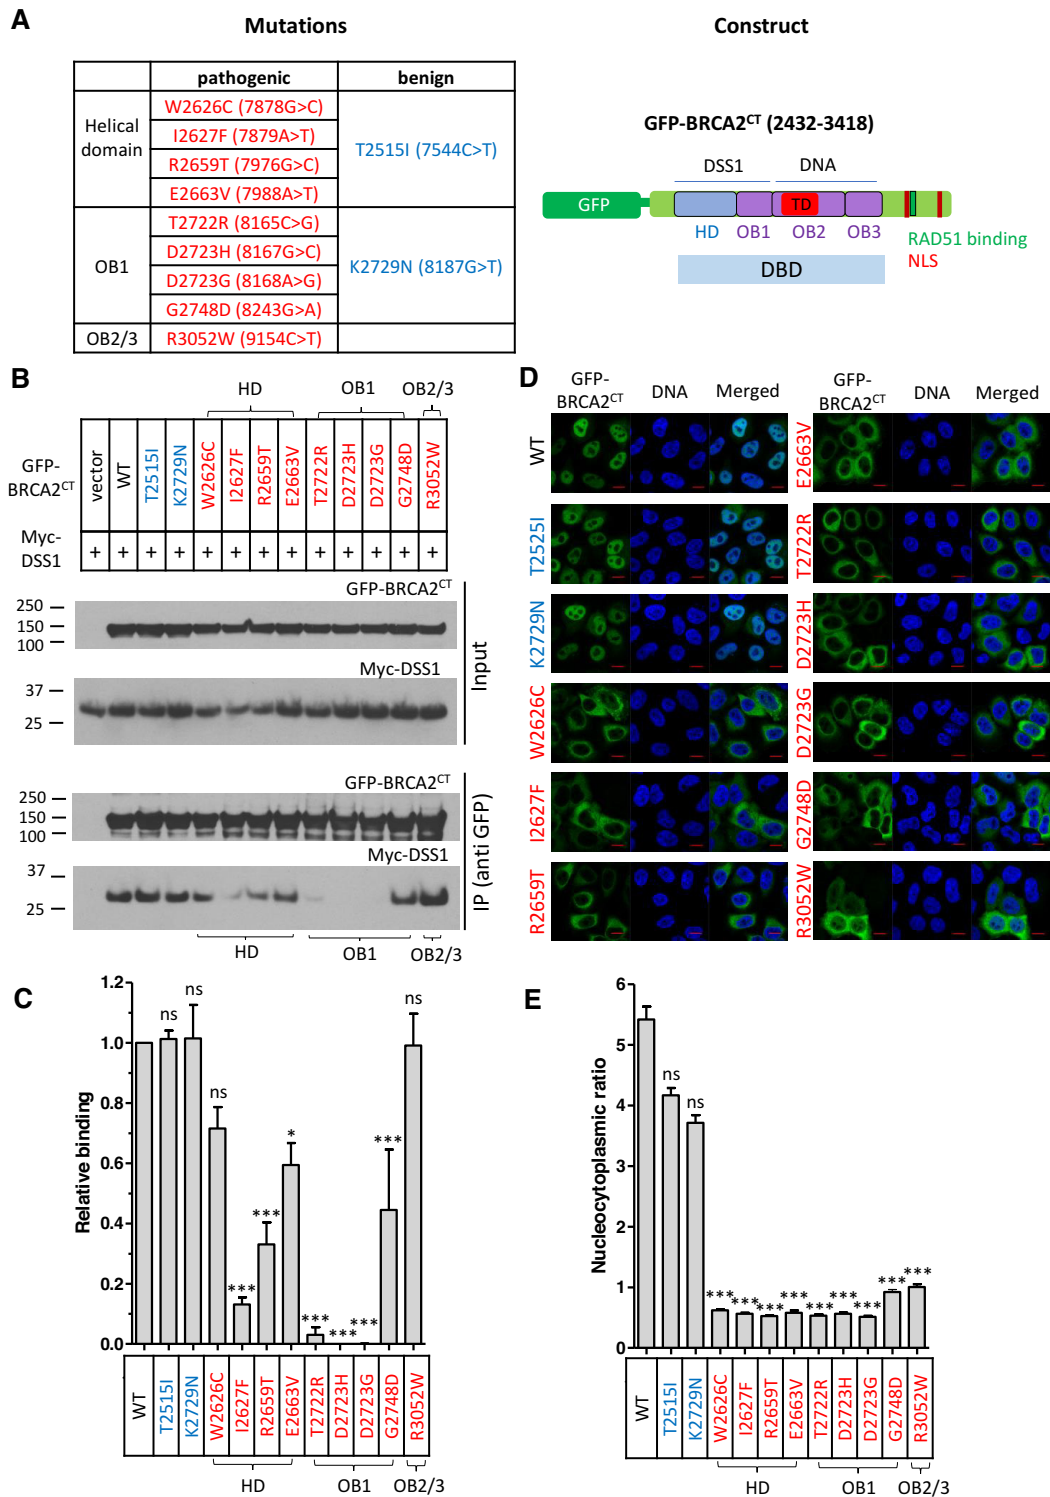 A
Mutations
Construct
pathogenic
benign
Helical domain
W2626C (7878G>C)
I2627F (7879A>T)
R2659T (7976G>C)
E2663V (7988A>T)
T2515I (7544C>T)
OB1
T2722R (8165C>G)
D2723H (8167G>C)
D2723G (8168A>G)
G2748D (8243G>A)
K2729N (8187G>T)
OB2/3
R3052W (9154C>T)
GFP-BRCA2CT (2432-3418)
DSS1
DNA
GFP
TD
HD
OB1
OB2
OB3
RAD51 binding
NLS
DBD
B
HD
OB1
OB2/3
GFP-BRCA2CT
vector
WT
T2515I
K2729N
W2626C
I2627F
R2659T
E2663V
T2722R
D2723H
D2723G
G2748D
R3052W
Myc-DSS1
+ + + + + + + + + + + + +
GFP-BRCA2CT
250
150
100
Myc-DSS1
37
25
Input
GFP-BRCA2CT
250
150
100
Myc-DSS1
37
25
IP (anti GFP)
HD
OB1
OB2/3
C
Relative binding
1.2
1.0
0.8
0.6
0.4
0.2
0.0
ns
ns
ns
***
***
*
***
***
***
***
ns
WT
T2515I
K2729N
W2626C
I2627F
R2659T
E2663V
T2722R
D2723H
D2723G
G2748D
R3052W
HD
OB1
OB2/3
D
GFP-BRCA2CT
DNA
Merged
GFP-BRCA2CT
DNA
Merged
WT
T2525I
K2729N
W2626C
I2627F
R2659T
E2663V
T2722R
D2723H
D2723G
G2748D
R3052W
E
Nucleocytoplasmic ratio
6
5
4
3
2
1
0
ns
ns
***
***
***
***
***
***
***
***
***
WT
T2515I
K2729N
W2626C
I2627F
R2659T
E2663V
T2722R
D2723H
D2723G
G2748D
R3052W
HD
OB1
OB2/3